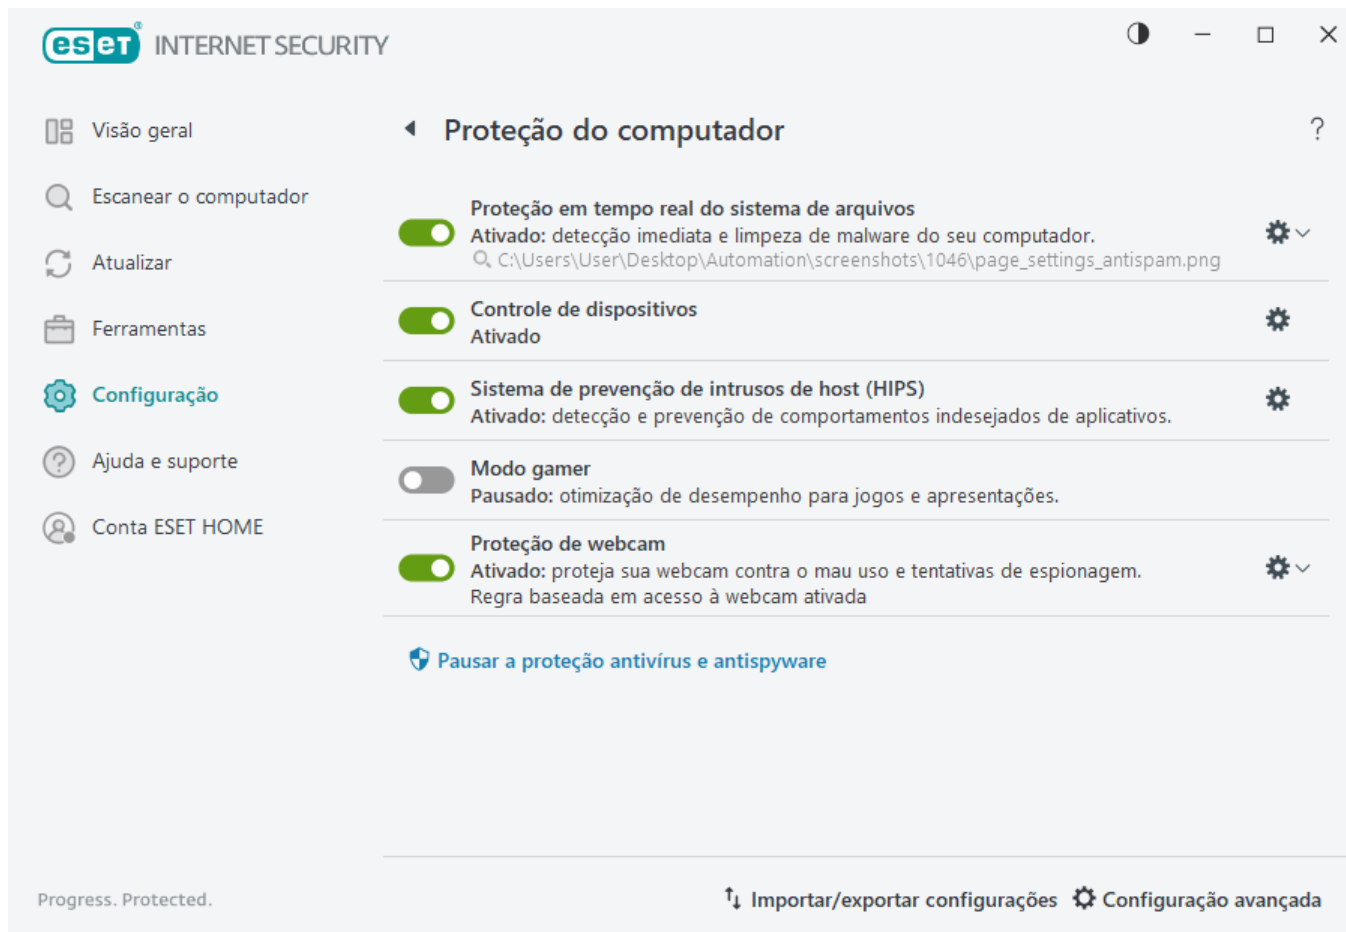 eset® INTERNET SECURITY
Visão geral
Escanear o computador
Atualizar
Ferramentas
Configuração
Ajuda e suporte
Conta ESET HOME
Proteção do computador
?
Proteção em tempo real do sistema de arquivos
Ativado: detecção imediata e limpeza de malware do seu computador.
C:\Users\User\Desktop\Automation\screenshots\1046\page_settings_antispam.png
Controle de dispositivos
Ativado
Sistema de prevenção de intrusos de host (HIPS)
Ativado: detecção e prevenção de comportamentos indesejados de aplicativos.
Modo gamer
Pausado: otimização de desempenho para jogos e apresentações.
Proteção de webcam
Ativado: proteja sua webcam contra o mau uso e tentativas de espionagem.
Regra baseada em acesso à webcam ativada
Pausar a proteção antivírus e antispyware
Progress. Protected.
Importar/exportar configurações
Configuração avançada